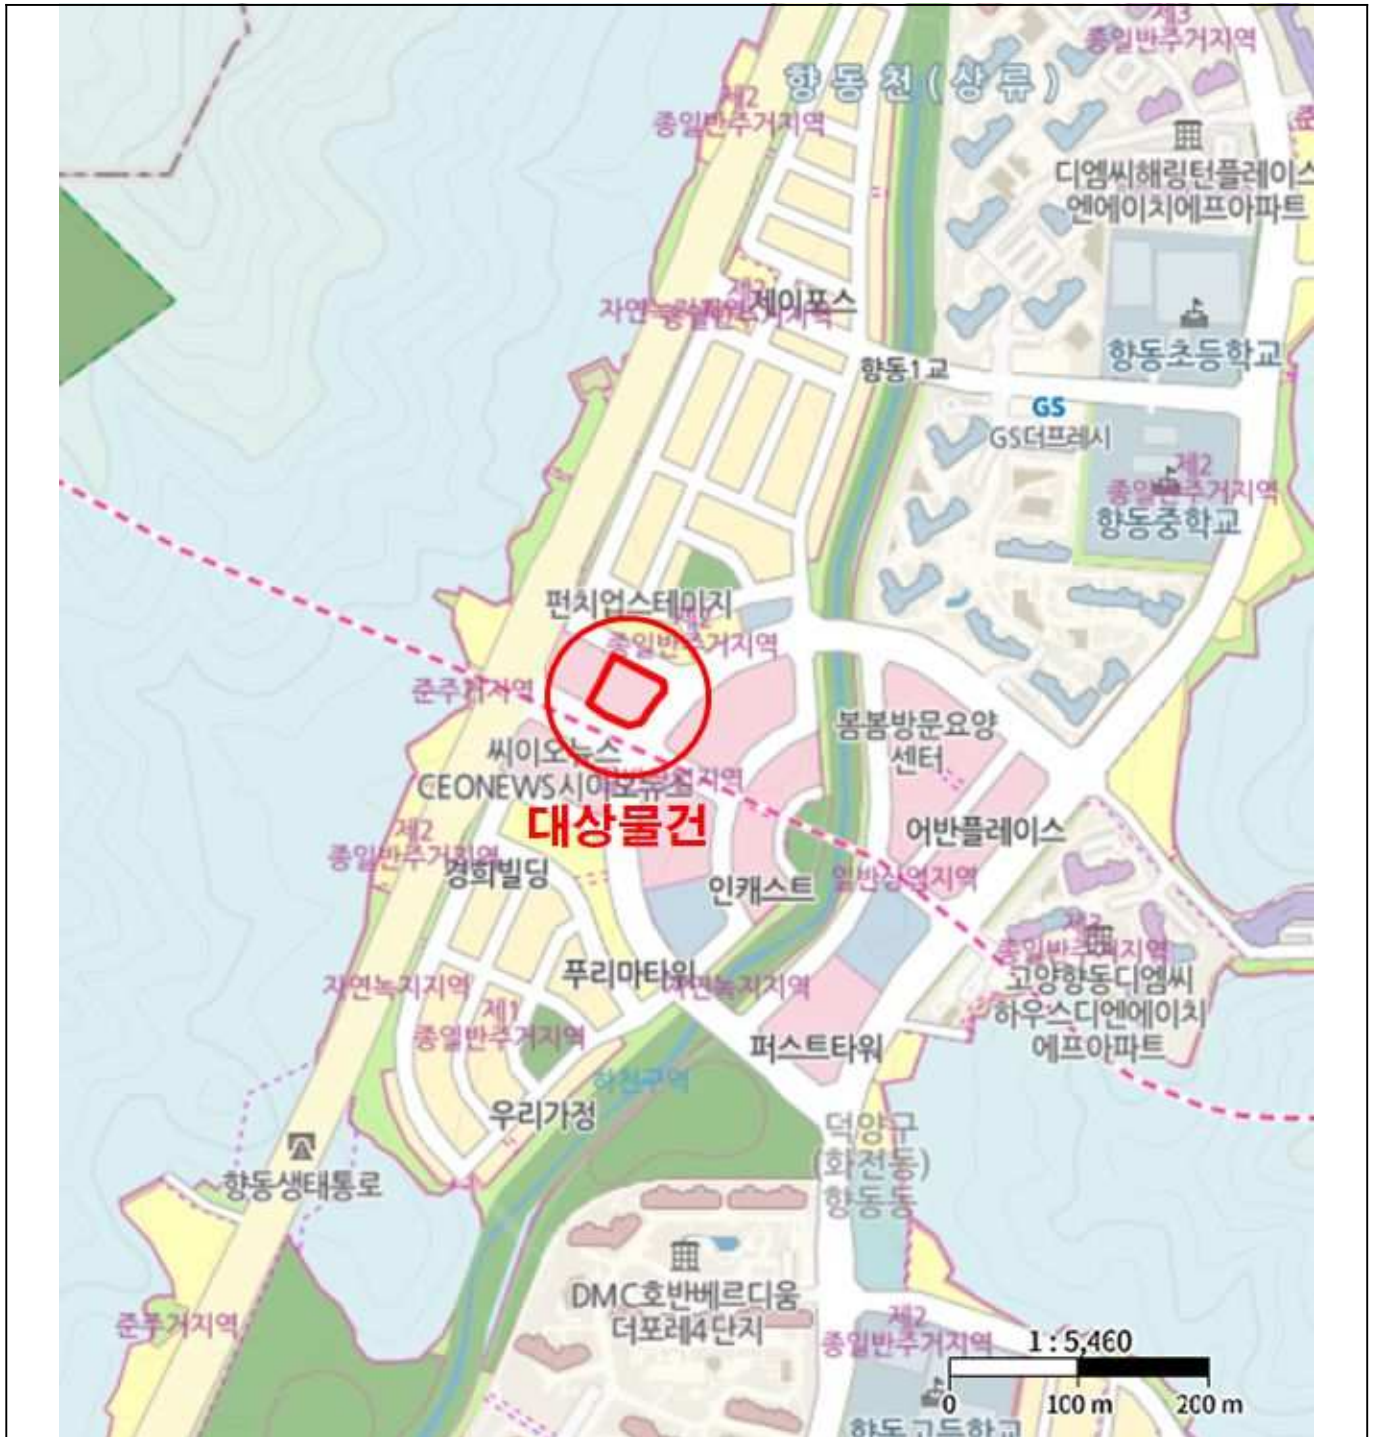 제3
종일반주거지역
향동천(상류)
제2
종일반주거지역
디엠씨해링턴플레이스
엔에이치에프아파트
제이포스
향동초등학교
향동1교
GS
GS더프레시
제2
종일반주거지역
향동중학교
펀치업스테이지
종일반주거지역
준주거지역
봄봄방문요양
센터
씨이오뉴스
CEONEWS시이오뉴스
대상물건
제2
종일반주거지역
어반플레이스
경희빌딩
인캐스트
일반상업지역
종일반주거지역
푸리마타워
자연녹지지역
자연녹지지역
고양향동디엠씨
하우스디엔에이치
에프아파트
제1
종일반주거지역
퍼스트타워
하천구역
우리가정
덕양구
(화전동)
향동동
향동생태통로
DMC호반베르디움
더포레4단지
준주거지역
제2
종일반주거지역
1 : 5,460
0
100 m
200 m
향동고등학교